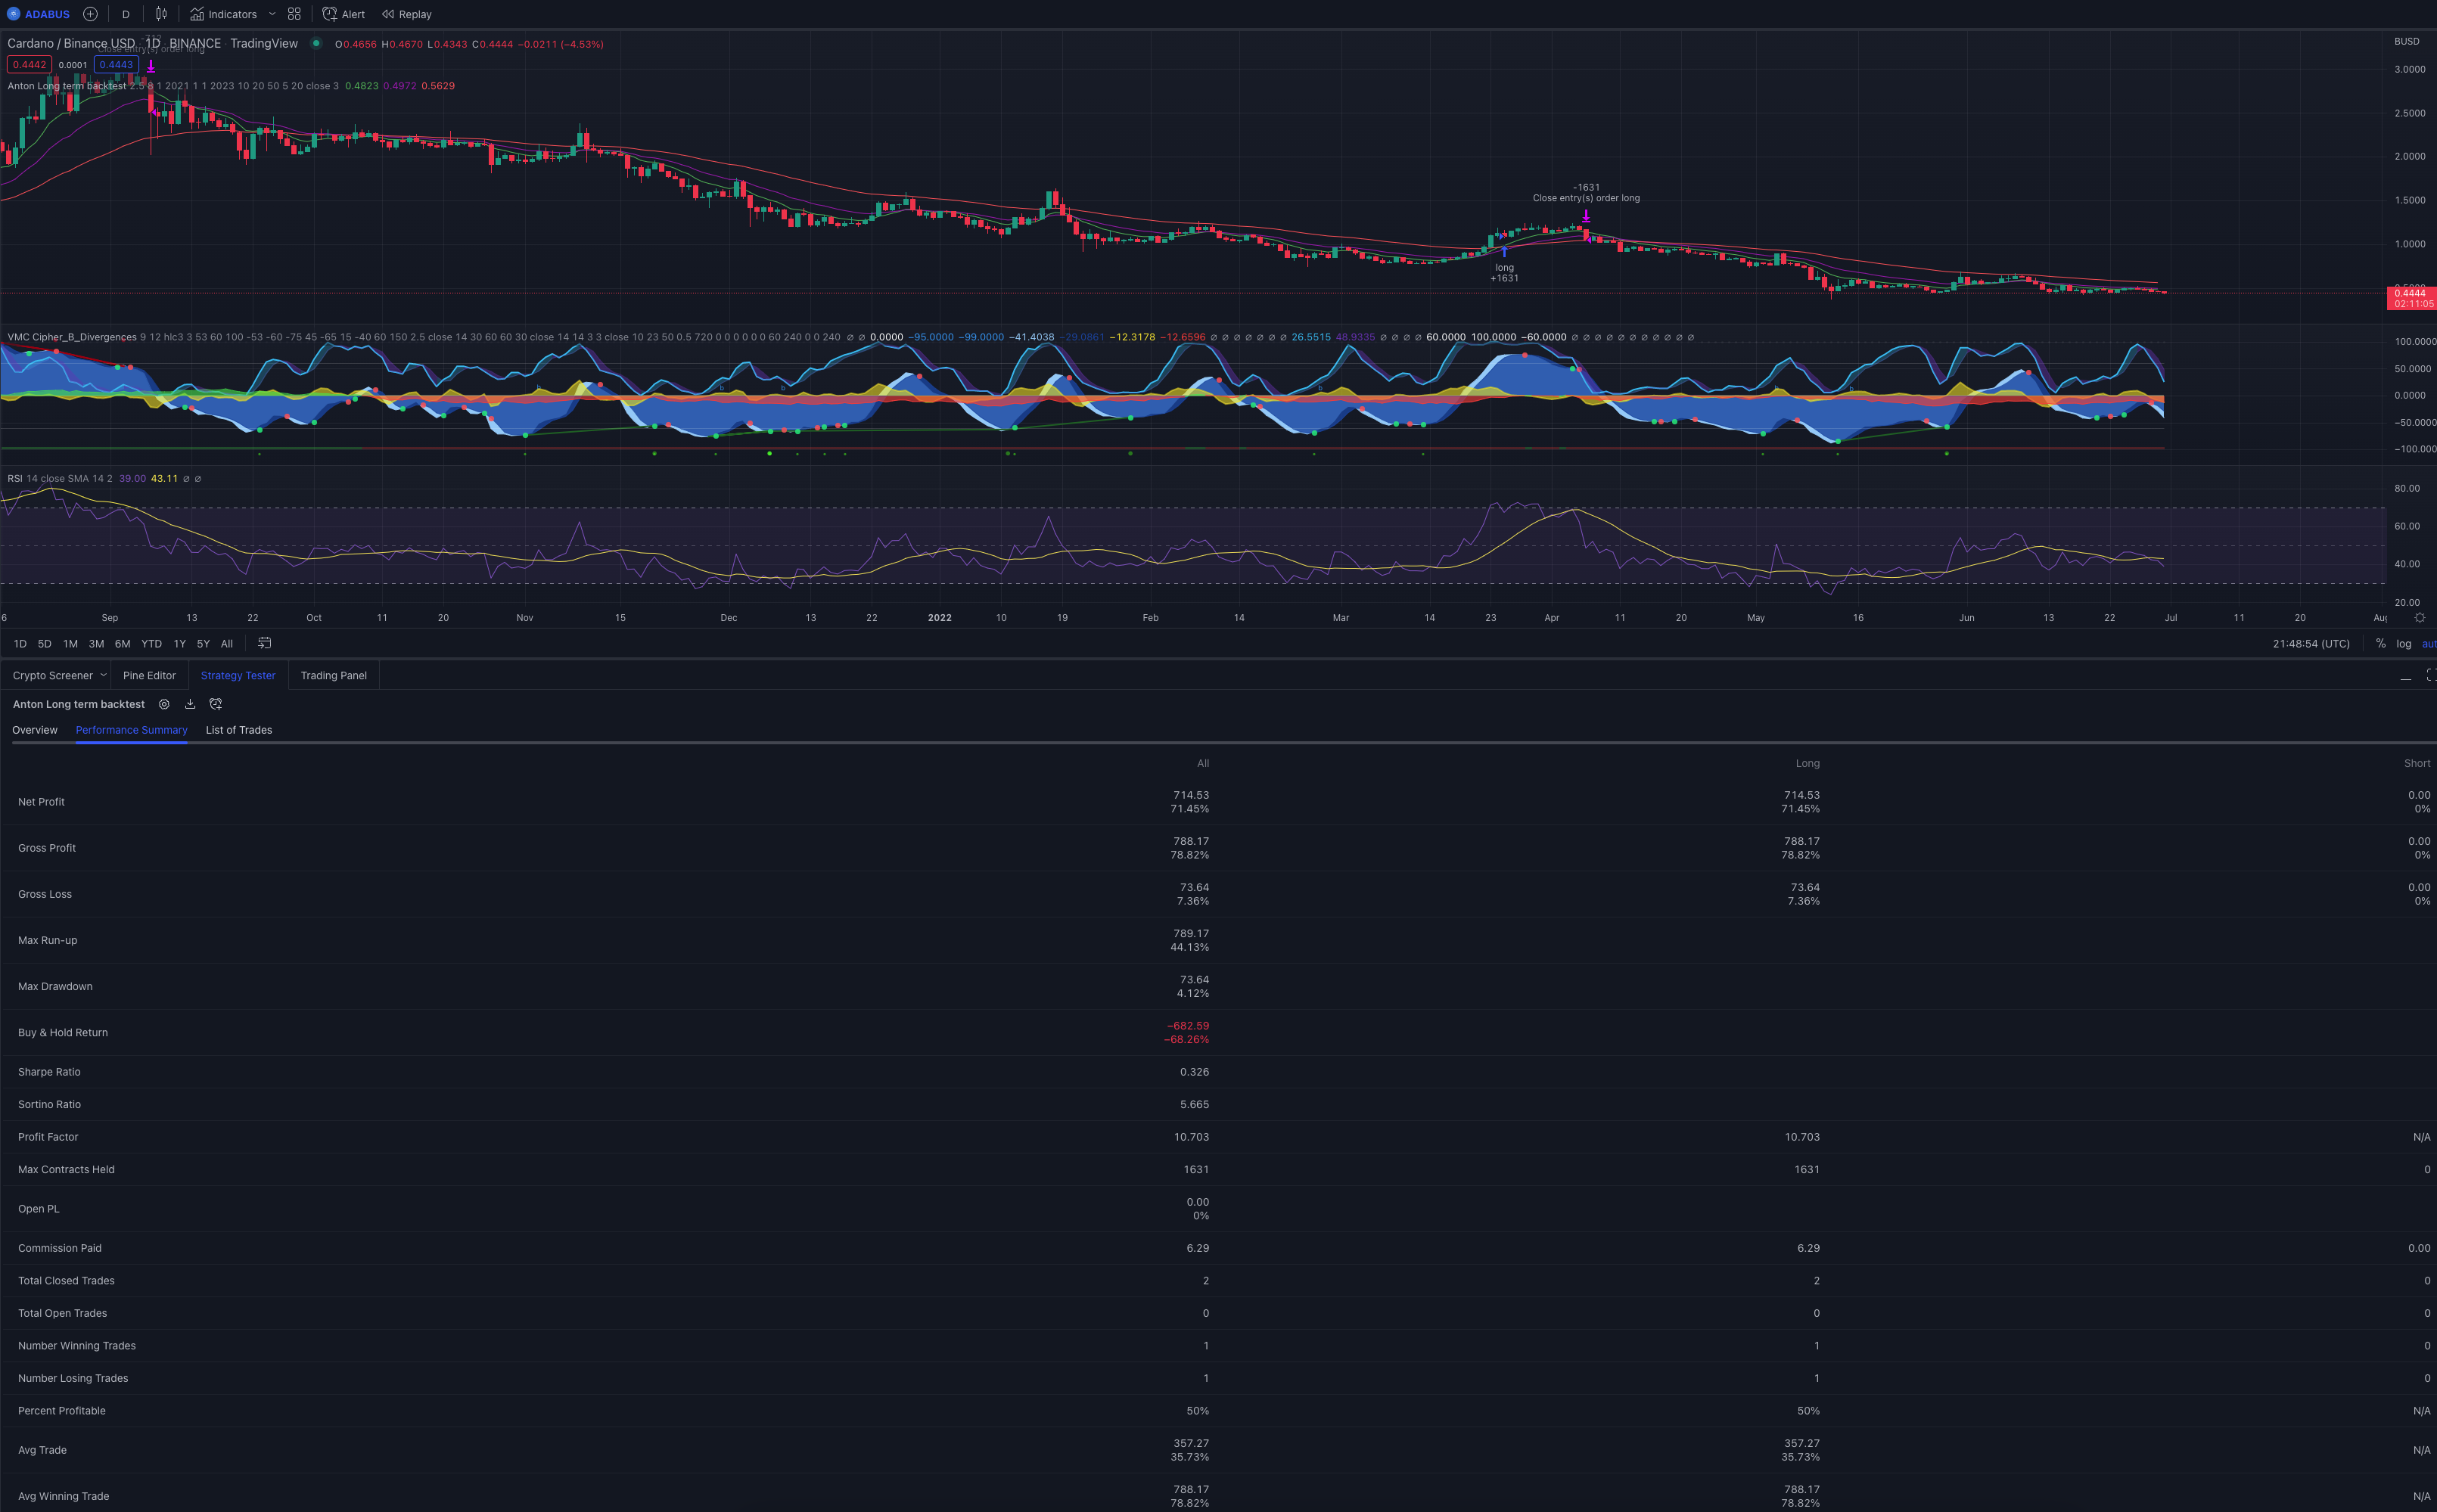 ADABUS D Indicators Alert Replay
Cardano / Binance USD 1D BINANCE TradingView O0.4656 H0.4670 L0.4343 C0.4444 −0.0211 (−4.53%)
BUSD
Close entry(s) order long
0.4442 0.0001 0.4443
Anton Long term backtest 2.5 8 1 2021 1 1 2023 10 20 50 5 20 close 3 0.4823 0.4972 0.5629
3.0000
2.5000
2.0000
1.5000
1.0000
-1631
Close entry(s) order long
long
+1631
0.4444
02:11:05
VMC Cipher_B_Divergences 9 12 hlc3 3 53 60 100 -53 -60 -75 45 -65 15 -40 60 150 2.5 close 14 30 60 60 30 close 14 14 3 3 close 10 23 50 0.5 720 0 0 0 0 0 0 60 240 0 0 240 ∅ ∅ 0.0000 −95.0000 −99.0000 −41.4038 −29.0861 −12.3178 −12.6596 ∅ ∅ ∅ ∅ ∅ ∅ ∅ 26.5515 48.9335 ∅ ∅ ∅ ∅ 60.0000 100.0000 −60.0000 ∅ ∅ ∅ ∅ ∅ ∅ ∅ ∅ ∅ ∅ ∅
100.0000
50.0000
0.0000
−50.0000
−100.0000
RSI 14 close SMA 14 2 39.00 43.11 ∅ ∅
80.00
60.00
40.00
20.00
6 Sep 13 22 Oct 11 20 Nov 15 Dec 13 22 2022 10 19 Feb 14 Mar 14 23 Apr 11 20 May 16 Jun 13 22 Jul 11 20 Aug
1D 5D 1M 3M 6M YTD 1Y 5Y All 21:48:54 (UTC) % log aut
Crypto Screener Pine Editor Strategy Tester Trading Panel
Anton Long term backtest
Overview Performance Summary List of Trades
All Long Short
Net Profit 714.53 714.53 0.00
71.45% 71.45% 0%
Gross Profit 788.17 788.17 0.00
78.82% 78.82% 0%
Gross Loss 73.64 73.64 0.00
7.36% 7.36% 0%
Max Run-up 789.17
44.13%
Max Drawdown 73.64
4.12%
Buy & Hold Return −682.59
−68.26%
Sharpe Ratio 0.326
Sortino Ratio 5.665
Profit Factor 10.703 10.703 N/A
Max Contracts Held 1631 1631 0
Open PL 0.00
0%
Commission Paid 6.29 6.29 0.00
Total Closed Trades 2 2 0
Total Open Trades 0 0 0
Number Winning Trades 1 1 0
Number Losing Trades 1 1 0
Percent Profitable 50% 50% N/A
Avg Trade 357.27 357.27 N/A
35.73% 35.73%
Avg Winning Trade 788.17 788.17 N/A
78.82% 78.82%